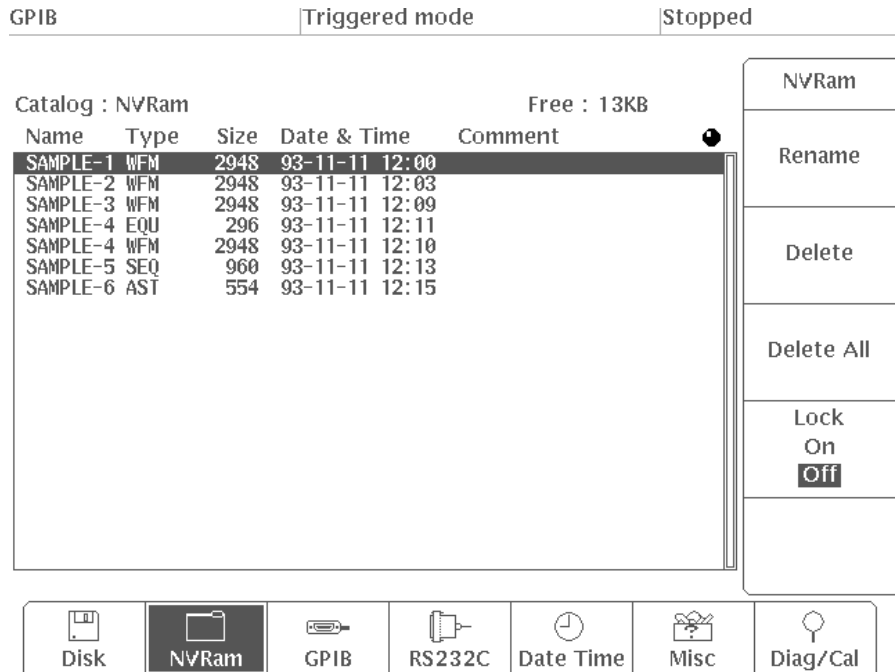 GPIB Triggered mode Stopped
Catalog : NVRam Free : 13KB
Name Type Size Date & Time Comment
SAMPLE-1 WFM 2948 93-11-11 12:00
SAMPLE-2 WFM 2948 93-11-11 12:03
SAMPLE-3 WFM 2948 93-11-11 12:09
SAMPLE-4 EQU 296 93-11-11 12:11
SAMPLE-4 WFM 2948 93-11-11 12:10
SAMPLE-5 SEQ 960 93-11-11 12:13
SAMPLE-6 AST 554 93-11-11 12:15
NVRam
Rename
Delete
Delete All
Lock
On
Off
Disk NVRam GPIB RS232C Date Time Misc Diag/Cal